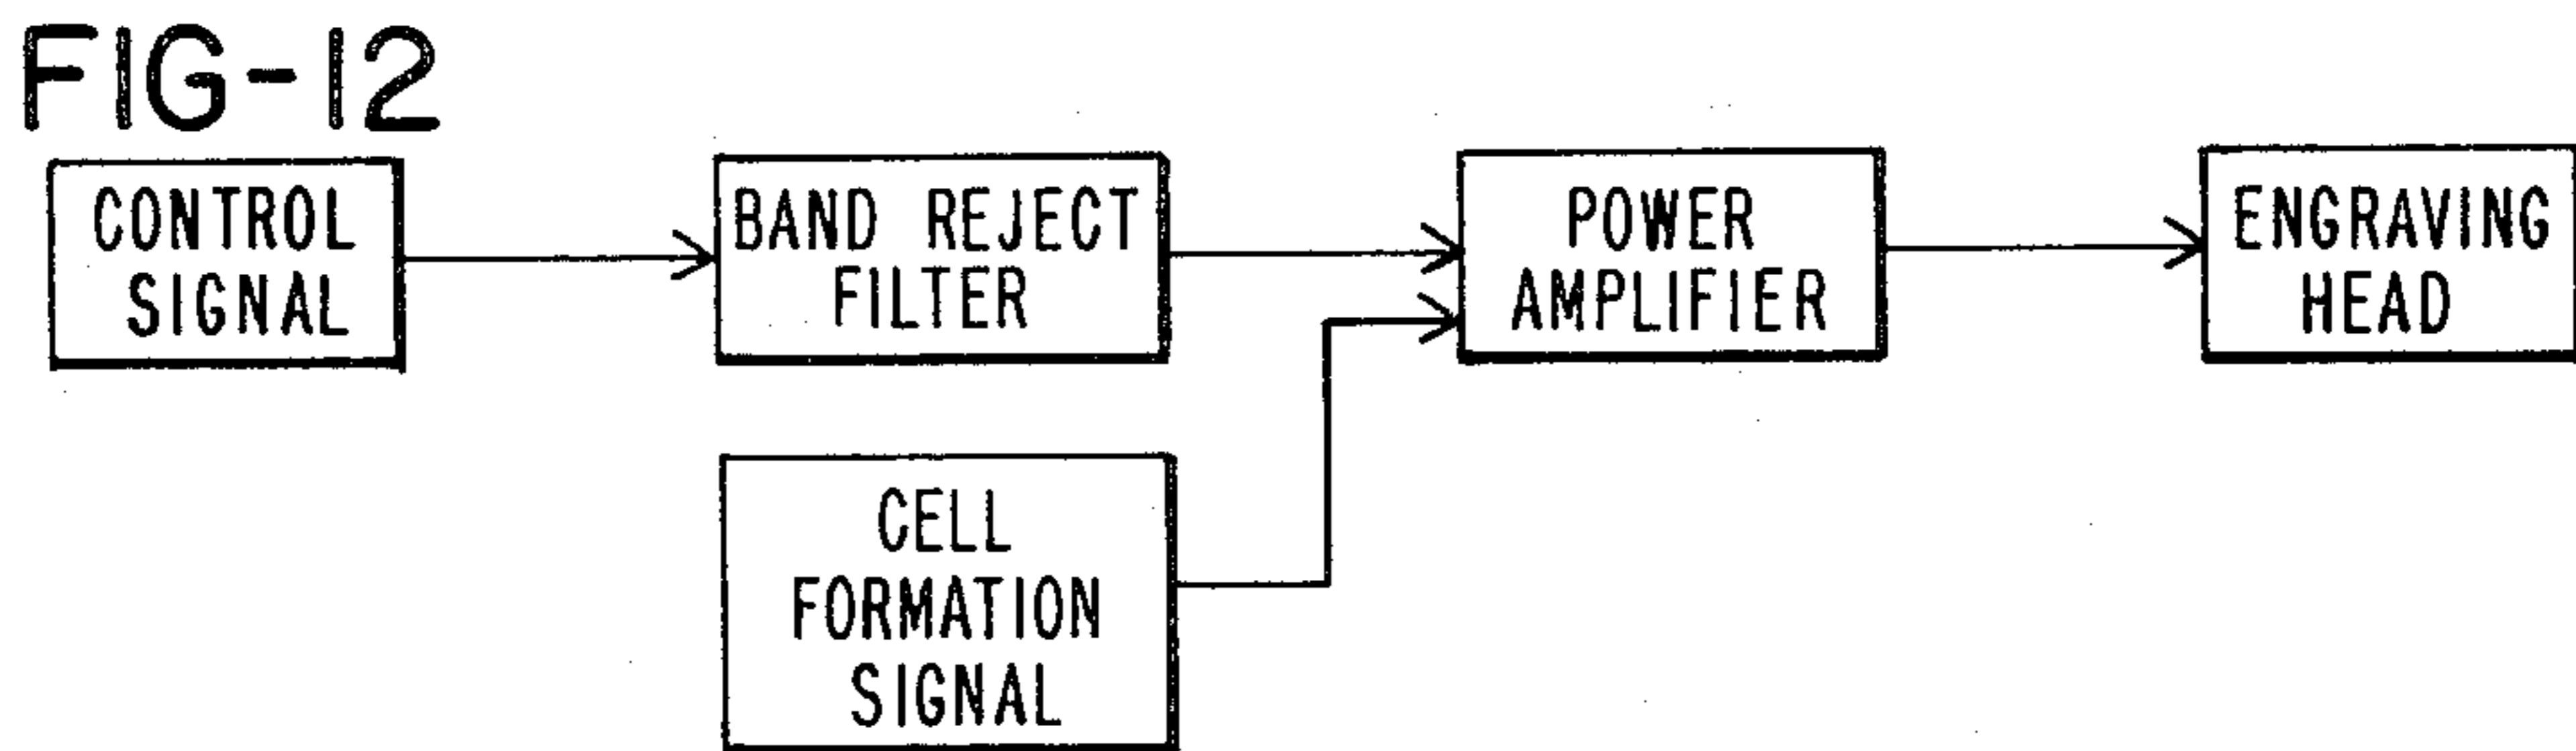 FIG-12
CONTROL
SIGNAL
BAND REJECT
FILTER
POWER
AMPLIFIER
ENGRAVING
HEAD
CELL
FORMATION
SIGNAL